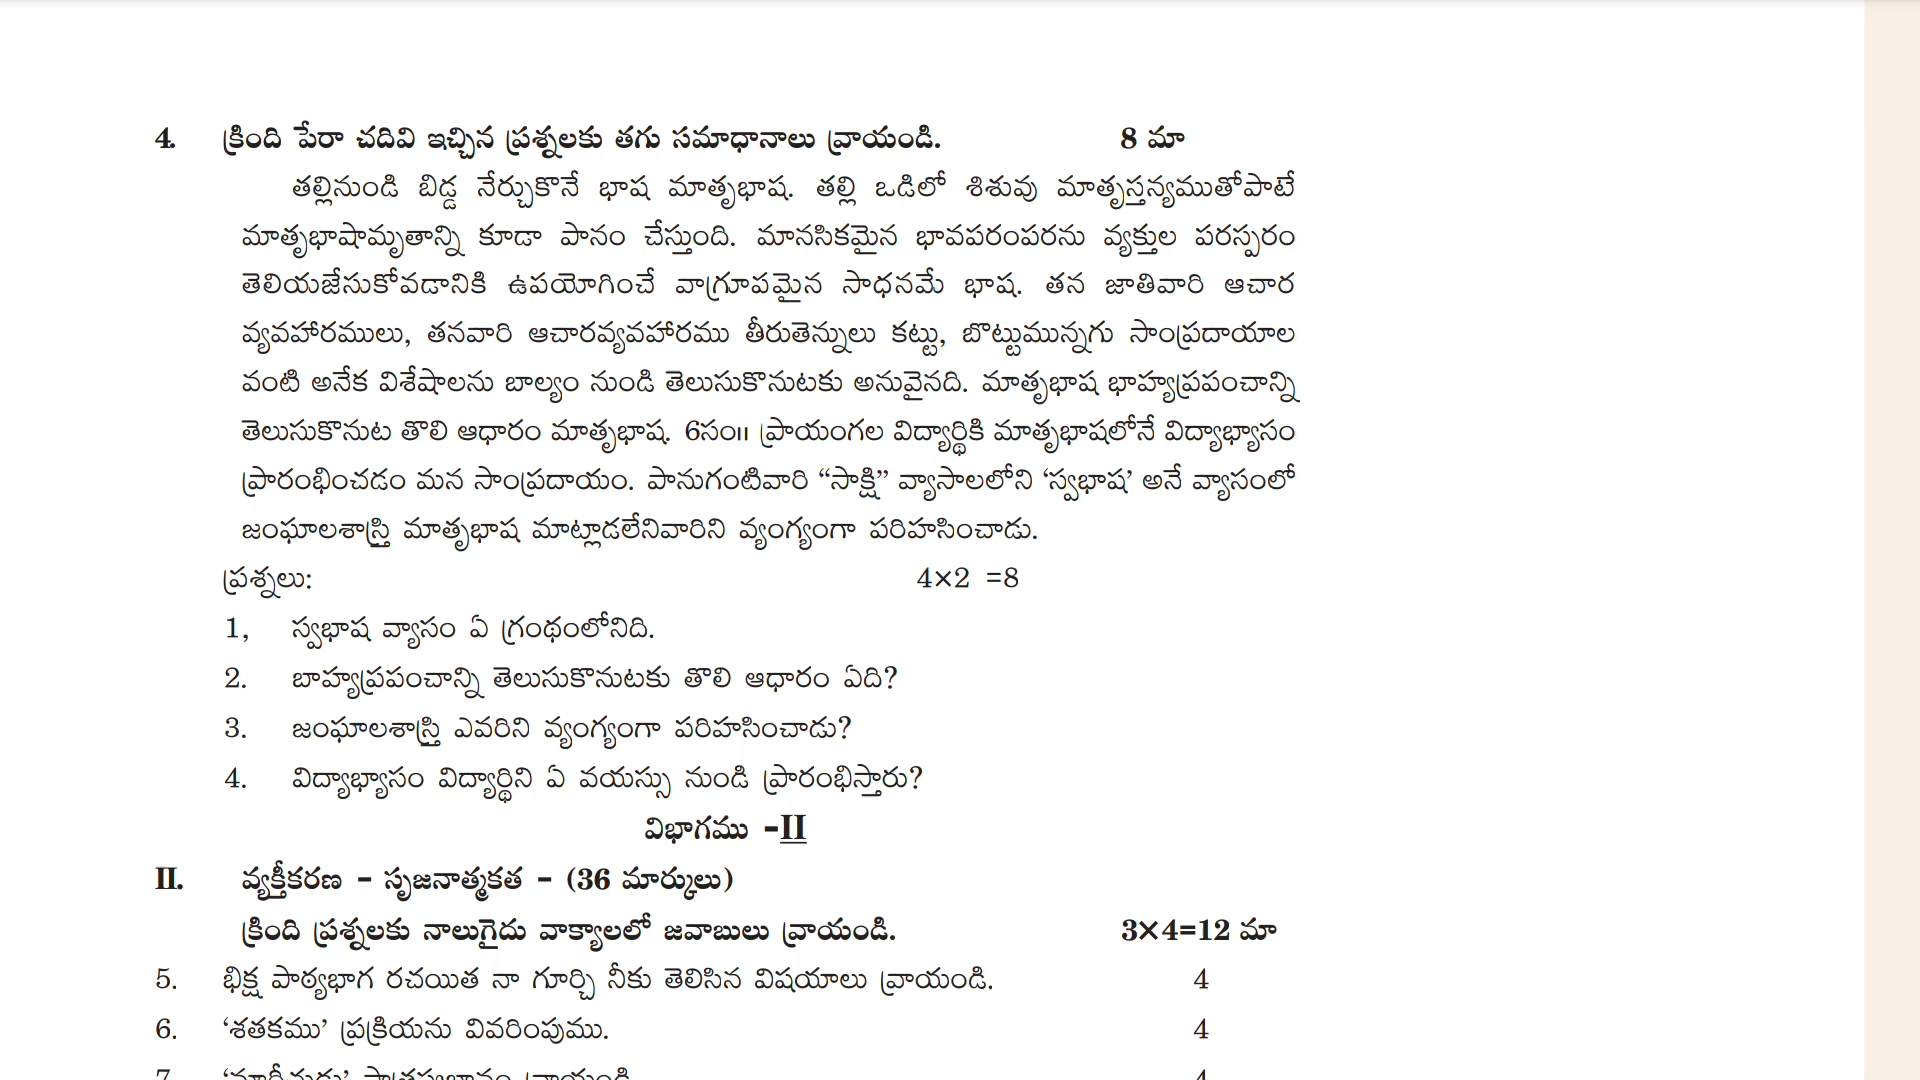 4. క్రింది పేరా చదివి ఇచ్చిన ప్రశ్నలకు తగు సమాధానాలు వ్రాయండి. 8 మా
తల్లినుండి బిడ్డ నేర్చుకొనే భాష మాతృభాష. తల్లి ఒడిలో శిశువు మాతృస్తన్యముతోపాటే
మాతృభాషామృతాన్ని కూడా పానం చేస్తుంది. మానసికమైన భావపరంపరను వ్యక్తుల పరస్పరం
తెలియజేసుకోవడానికి ఉపయోగించే వాగ్రూపమైన సాధనమే భాష. తన జాతివారి ఆచార
వ్యవహారములు, తనవారి ఆచారవ్యవహారము తీరుతెన్నులు కట్టు, బొట్టుమున్నగు సాంప్రదాయాల
వంటి అనేక విశేషాలను బాల్యం నుండి తెలుసుకొనుటకు అనువైనది. మాతృభాష భాహ్యప్రపంచాన్ని
తెలుసుకొనుట తొలి ఆధారం మాతృభాష. 6సం॥ ప్రాయంగల విద్యార్థికి మాతృభాషలోనే విద్యాభ్యాసం
ప్రారంభించడం మన సాంప్రదాయం. పానుగంటివారి “సాక్షి” వ్యాసాలలోని ‘స్వభాష’ అనే వ్యాసంలో
జంఘాలశాస్త్రి మాతృభాష మాట్లాడలేనివారిని వ్యంగ్యంగా పరిహసించాడు.
ప్రశ్నలు: 4×2 =8
1, స్వభాష వ్యాసం ఏ గ్రంథంలోనిది.
2. బాహ్యప్రపంచాన్ని తెలుసుకొనుటకు తొలి ఆధారం ఏది?
3. జంఘాలశాస్త్రి ఎవరిని వ్యంగ్యంగా పరిహసించాడు?
4. విద్యాభ్యాసం విద్యార్థిని ఏ వయస్సు నుండి ప్రారంభిస్తారు?
విభాగము -II
II. వ్యక్తీకరణ - సృజనాత్మకత - (36 మార్కులు)
క్రింది ప్రశ్నలకు నాలుగైదు వాక్యాలలో జవాబులు వ్రాయండి. 3×4=12 మా
5. భిక్ష పాఠ్యభాగ రచయిత నా గూర్చి నీకు తెలిసిన విషయాలు వ్రాయండి. 4
6. ‘శతకము’ ప్రక్రియను వివరింపుము. 4
7. వ్రాయండి. 4